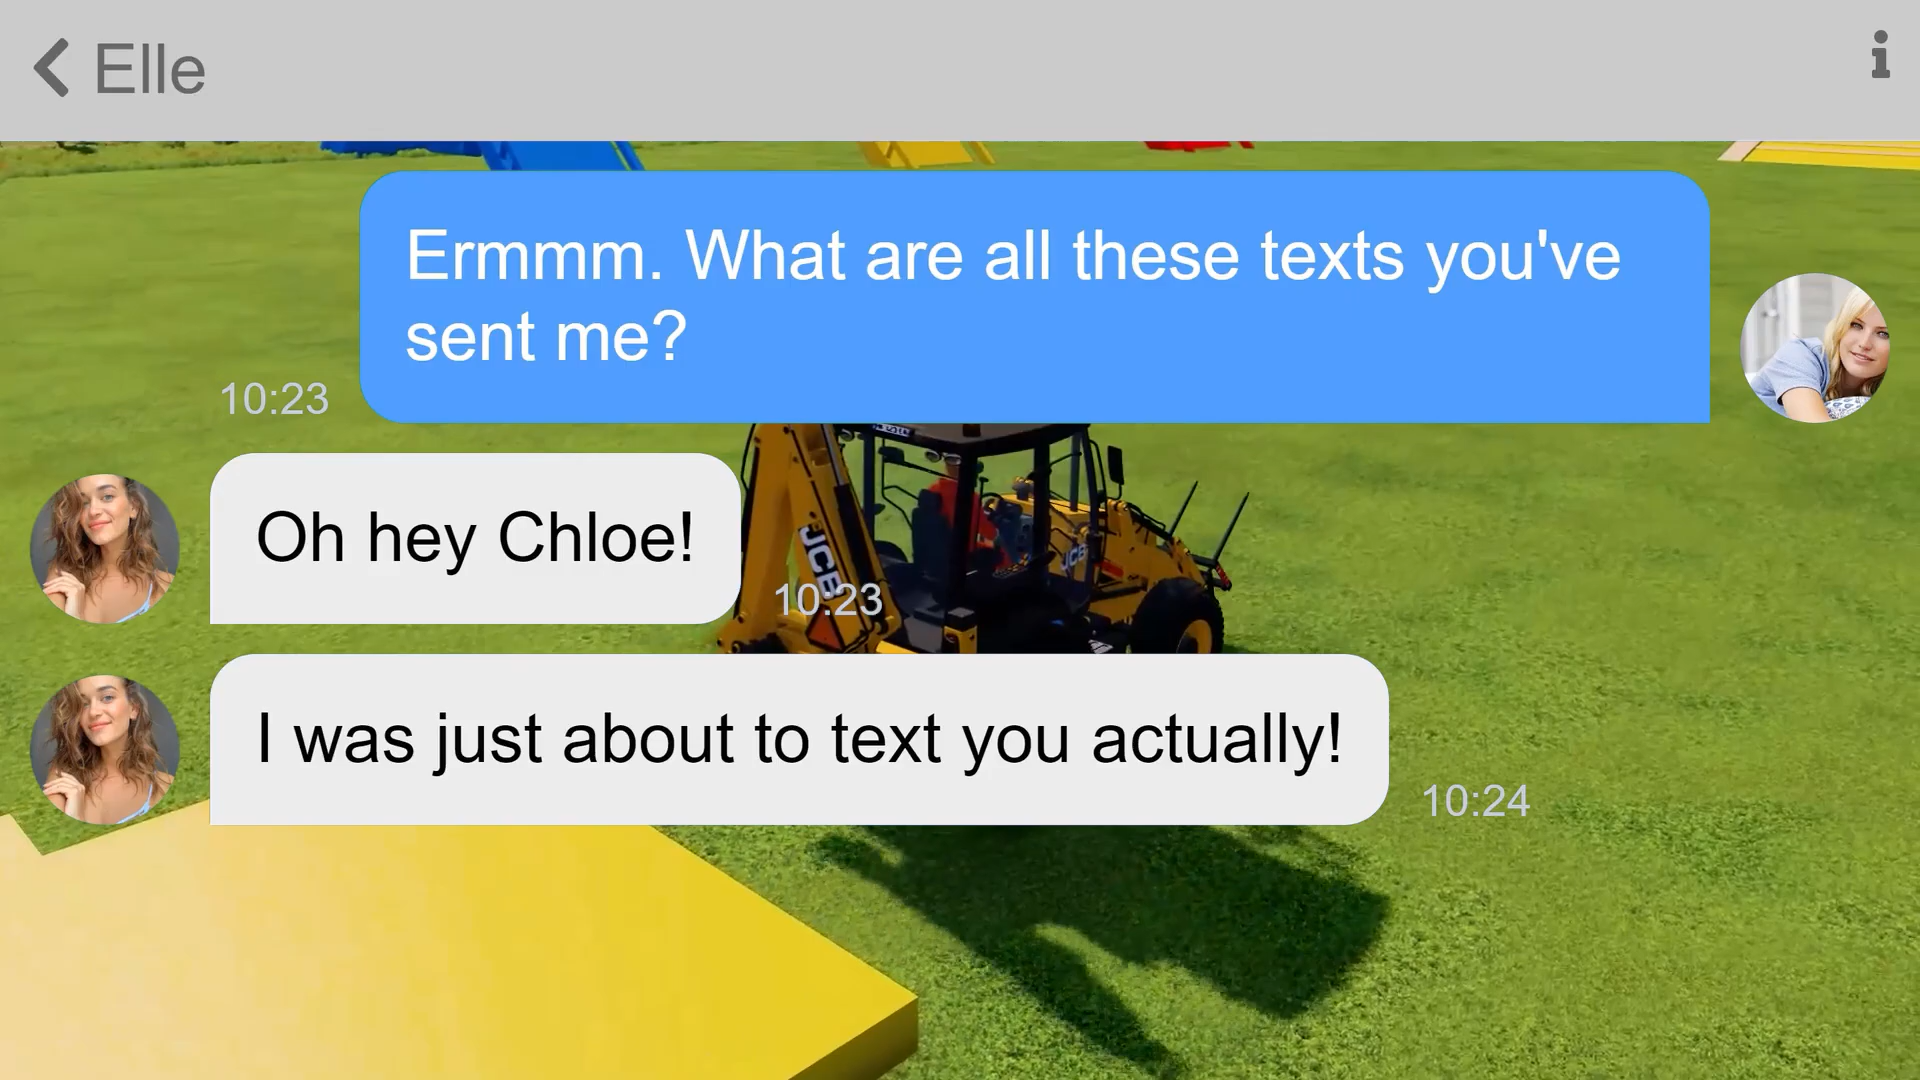 Elle
Ermmm. What are all these texts you've
sent me?
10:23
Oh hey Chloe!
10:23
JCB
JCB
I was just about to text you actually!
10:24